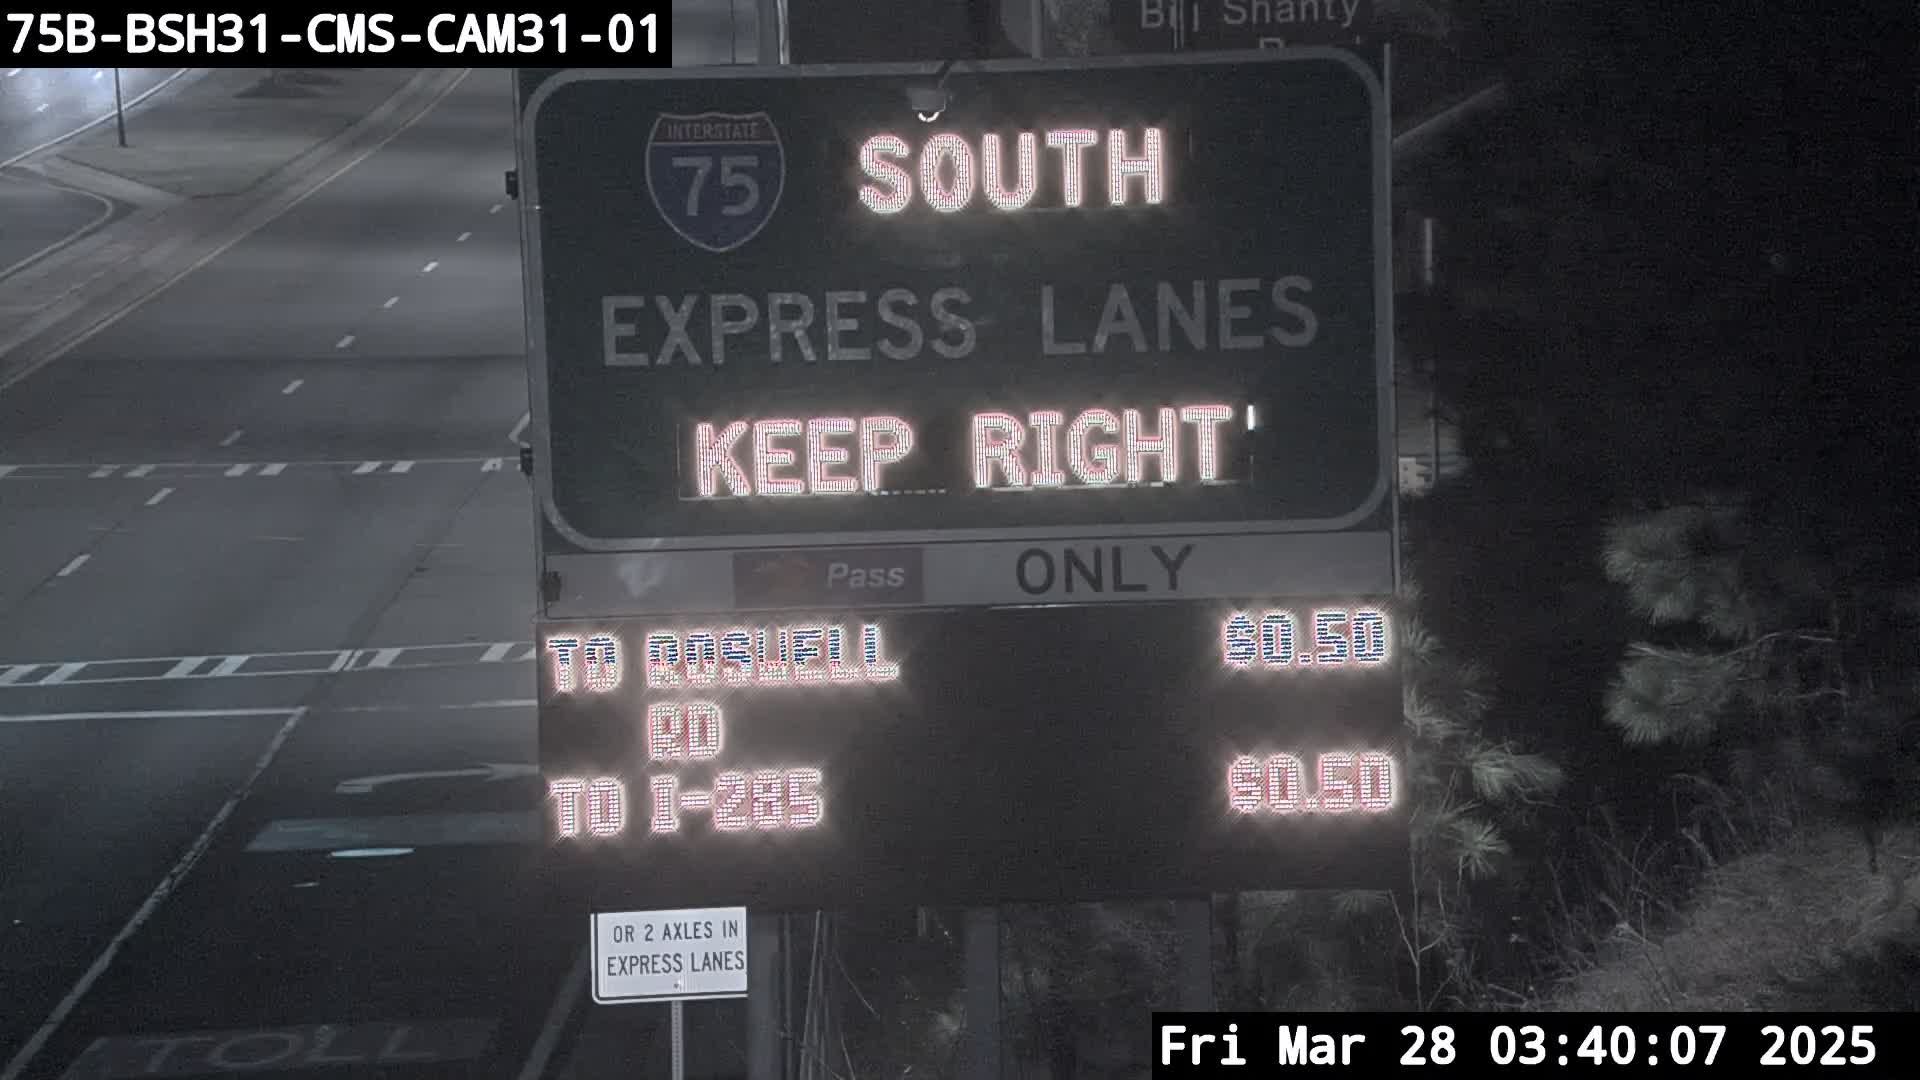 75B-BSH31-CMS-CAM31-01
Bill Shanty
INTERSTATE
75
SOUTH
EXPRESS LANES
KEEP RIGHT
Pass ONLY
TO ROSWELL $0.50
RD
TO I-285 $0.50
OR 2 AXLES IN
EXPRESS LANES
TOLL
Fri Mar 28 03:40:07 2025